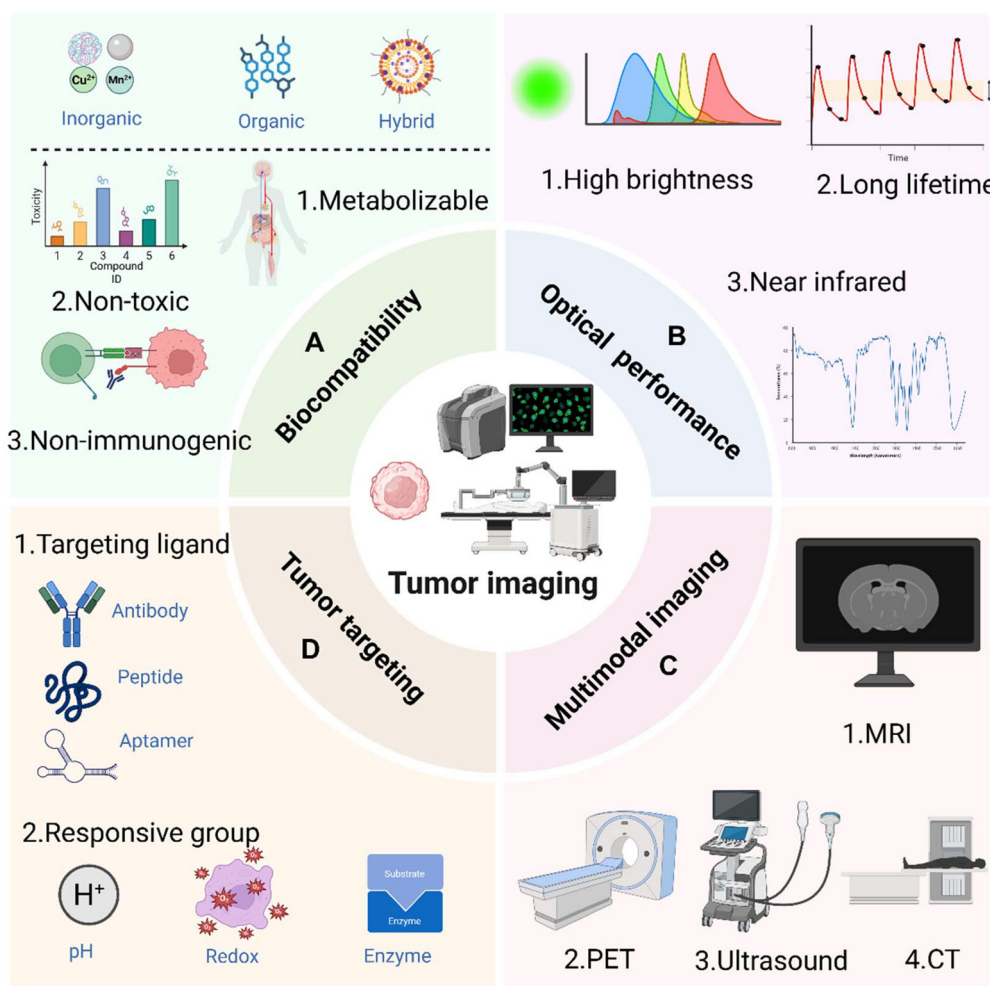 Cu²⁺
Mn²⁺
Inorganic
Organic
Hybrid
1.Metabolizable
Toxicity
1 2 3 4 5 6
Compound
ID
2.Non-toxic
3.Non-immunogenic
A
Biocompatibility
1.High brightness
Time
2.Long lifetime
3.Near infrared
B
Optical performance
Tumor imaging
1.Targeting ligand
Antibody
Peptide
Aptamer
2.Responsive group
H⁺
pH
Redox
Substrate
Enzyme
Enzyme
D
Tumor targeting
Multimodal imaging
C
1.MRI
2.PET
3.Ultrasound
4.CT